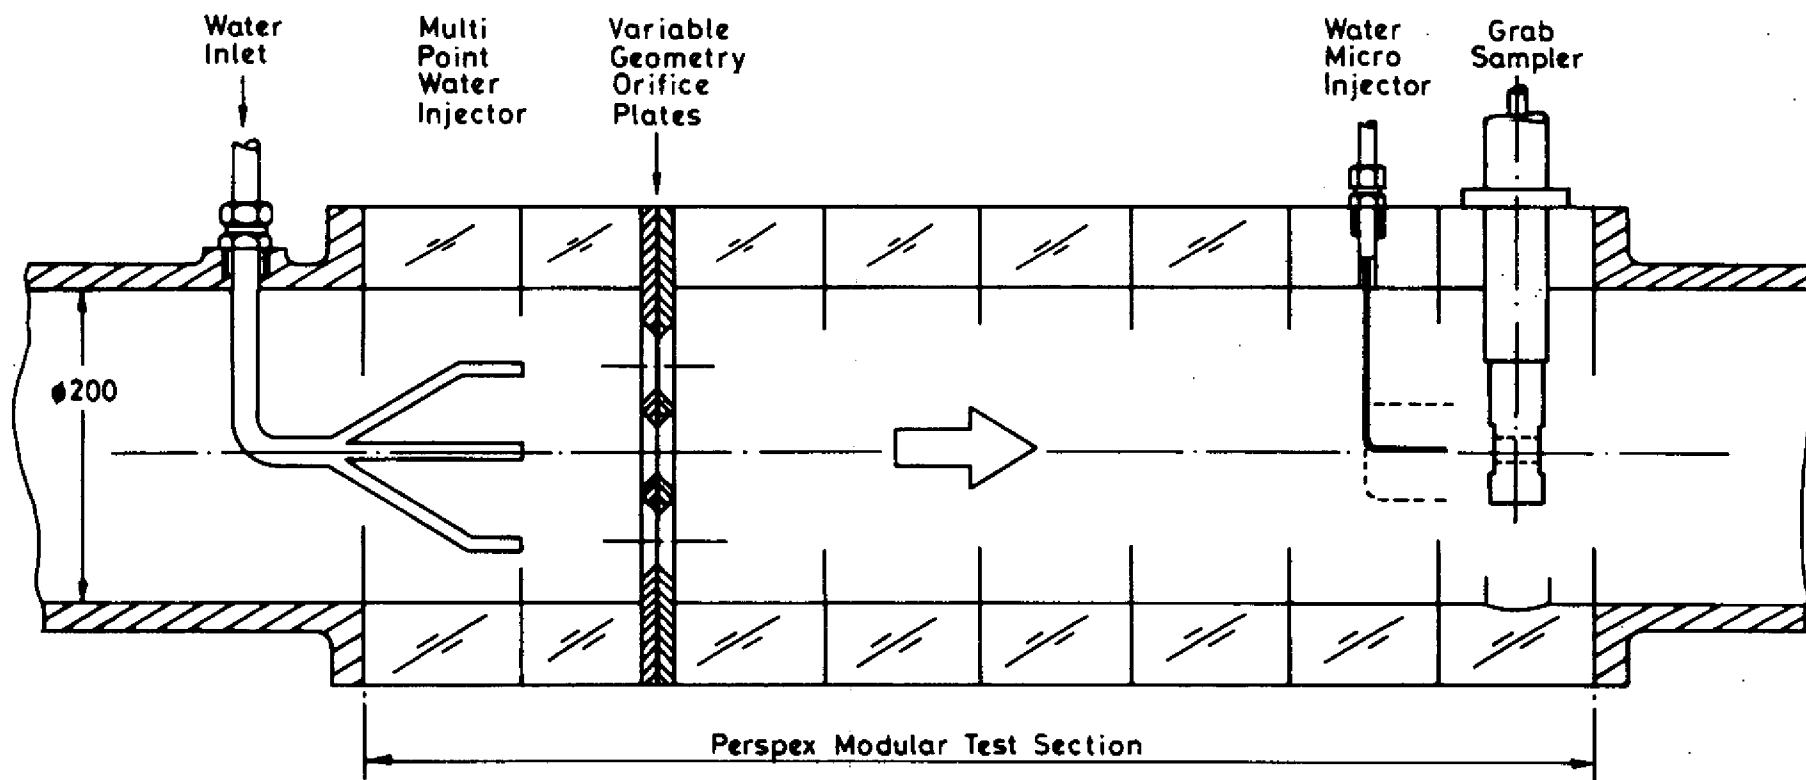 Water
Inlet
Multi
Point
Water
Injector
Variable
Geometry
Orifice
Plates
Water
Micro
Injector
Grab
Sampler
ø200
Perspex Modular Test Section